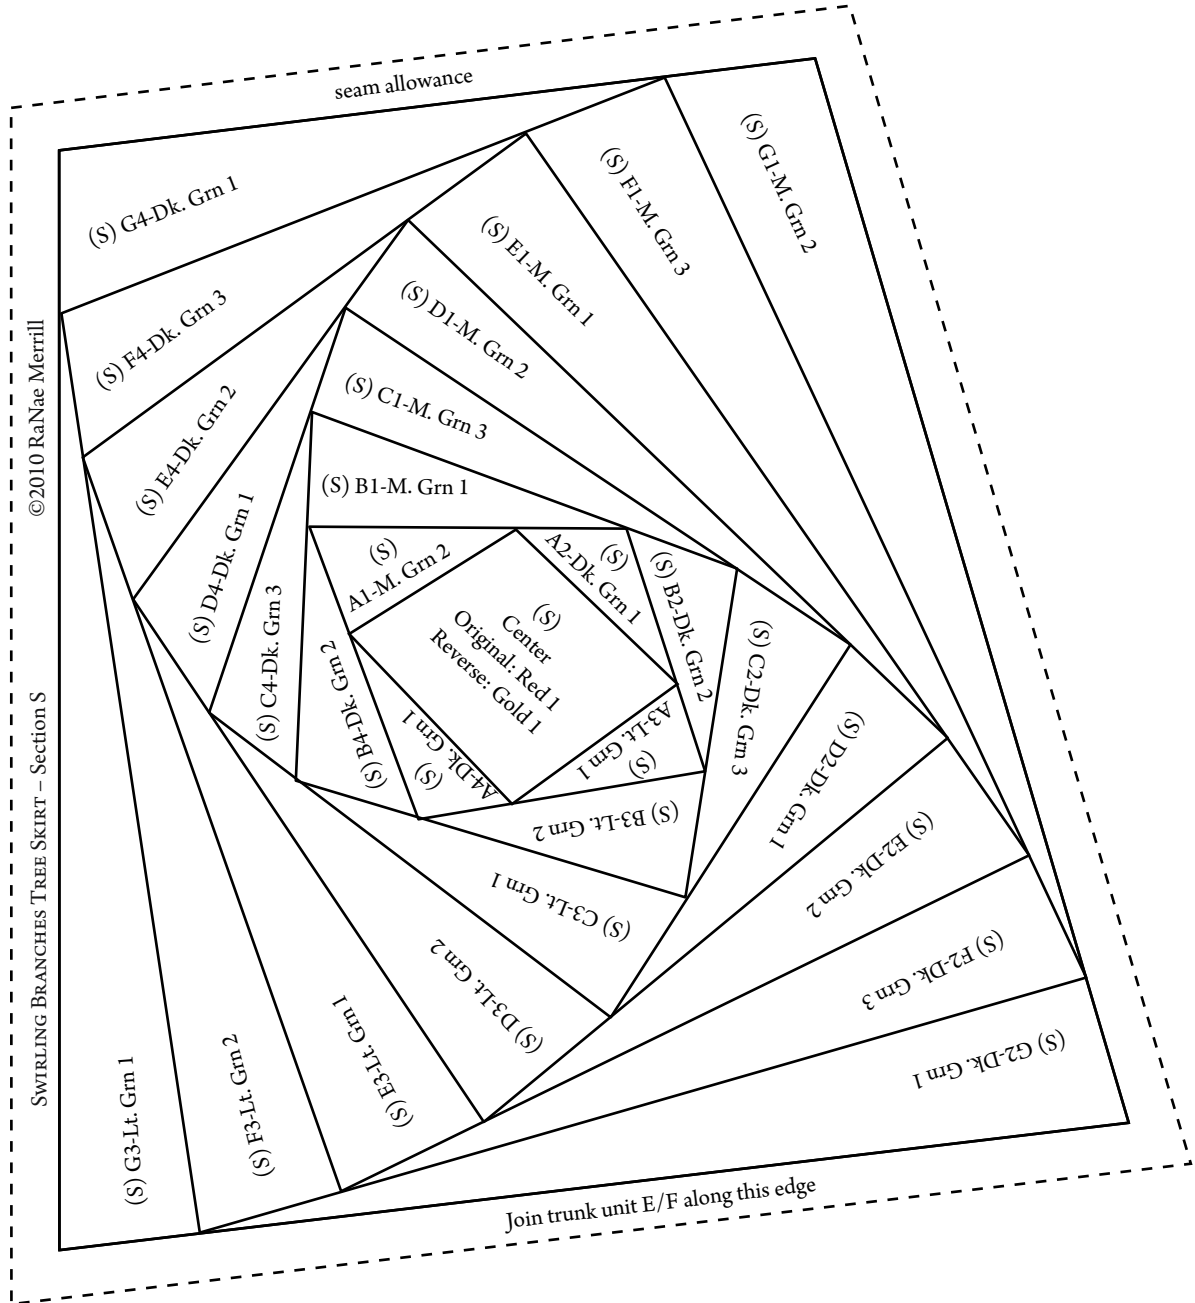 seam allowance
(S) G4-Dk. Grn 1
(S) F4-Dk. Grn 3
(S) E4-Dk. Grn 2
(S) D4-Dk. Grn 1
(S) C4-Dk. Grn 3
(S) B4-Dk. Grn 2
(S) G1-M. Grn 2
(S) F1-M. Grn 3
(S) E1-M. Grn 1
(S) D1-M. Grn 2
(S) C1-M. Grn 3
(S) B1-M. Grn 1
(S)
A1-M. Grn 2
(S)
A2-Dk. Grn 1
(S) B2-Dk. Grn 2
(S) C2-Dk. Grn 3
(S) D2-Dk. Grn 1
(S) E2-Dk. Grn 2
(S) F2-Dk. Grn 3
(S) G2-Dk. Grn 1
(S)
Center
Original: Red 1
Reverse: Gold 1
A3-Lt. Grn 1
(S)
A4-Dk. Grn 1
(S)
(S) B3-Lt. Grn 2
(S) C3-Lt. Grn 1
(S) D3-Lt. Grn 2
(S) E3-Lt. Grn 1
(S) F3-Lt. Grn 2
(S) G3-Lt. Grn 1
Join trunk unit E/F along this edge
Swirling Branches Tree Skirt – Section S
©2010 RaNae Merrill